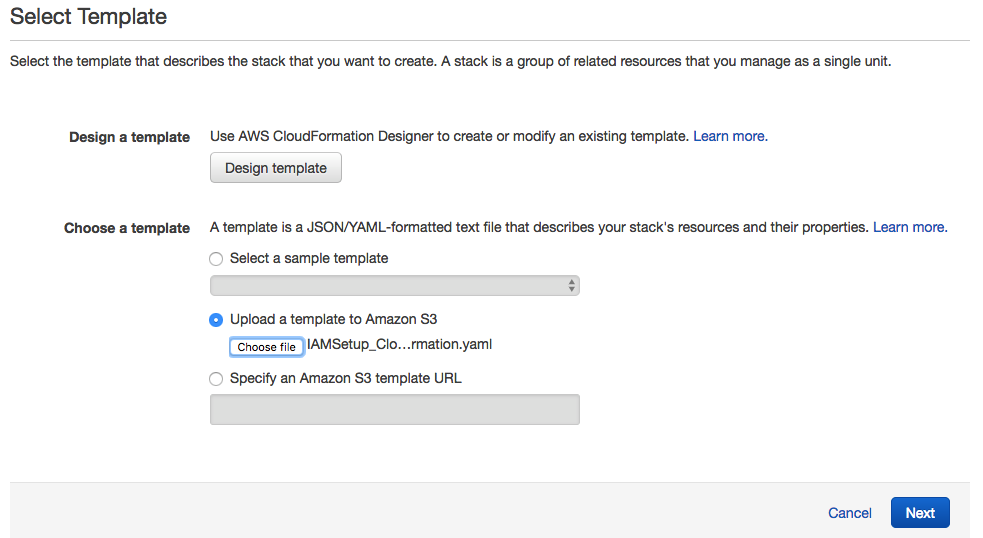 Select Template
Select the template that describes the stack that you want to create. A stack is a group of related resources that you manage as a single unit.
Design a template
Use AWS CloudFormation Designer to create or modify an existing template. Learn more.
Design template
Choose a template
A template is a JSON/YAML-formatted text file that describes your stack's resources and their properties. Learn more.
Select a sample template
Upload a template to Amazon S3
Choose file IAMSetup_Clo…rmation.yaml
Specify an Amazon S3 template URL
Cancel Next